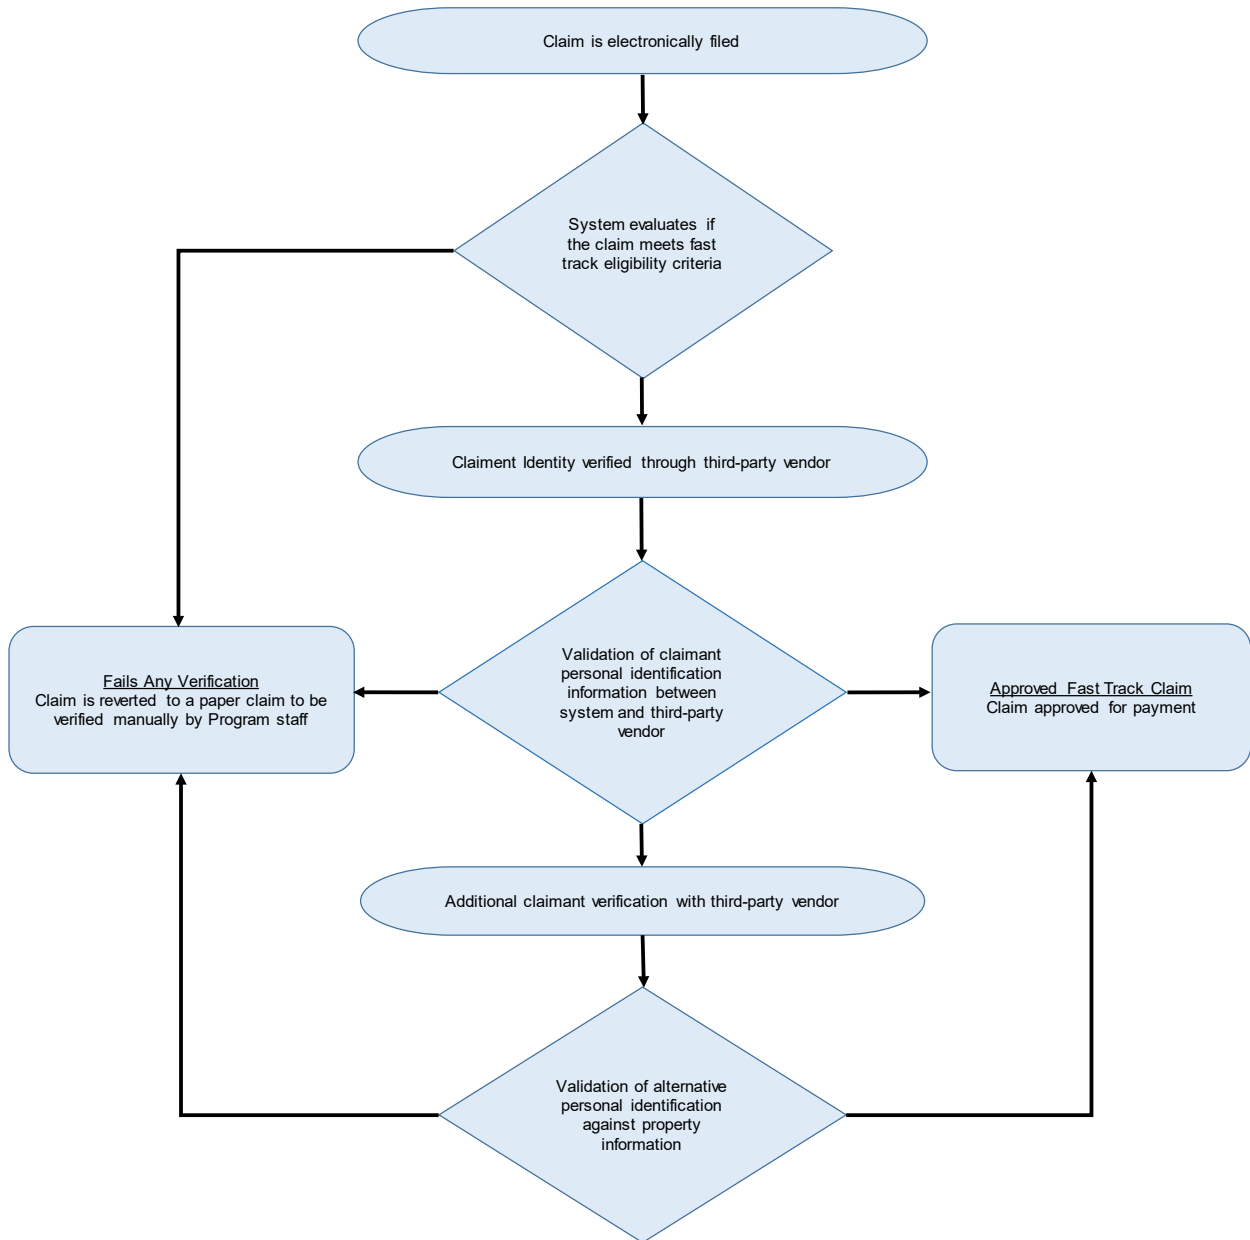 Claim is electronically filed
System evaluates if
the claim meets fast
track eligibility criteria
Claiment Identity verified through third-party vendor
Fails Any Verification
Claim is reverted to a paper claim to be
verified manually by Program staff
Validation of claimant
personal identification
information between
system and third-party
vendor
Approved Fast Track Claim
Claim approved for payment
Additional claimant verification with third-party vendor
Validation of alternative
personal identification
against property
information